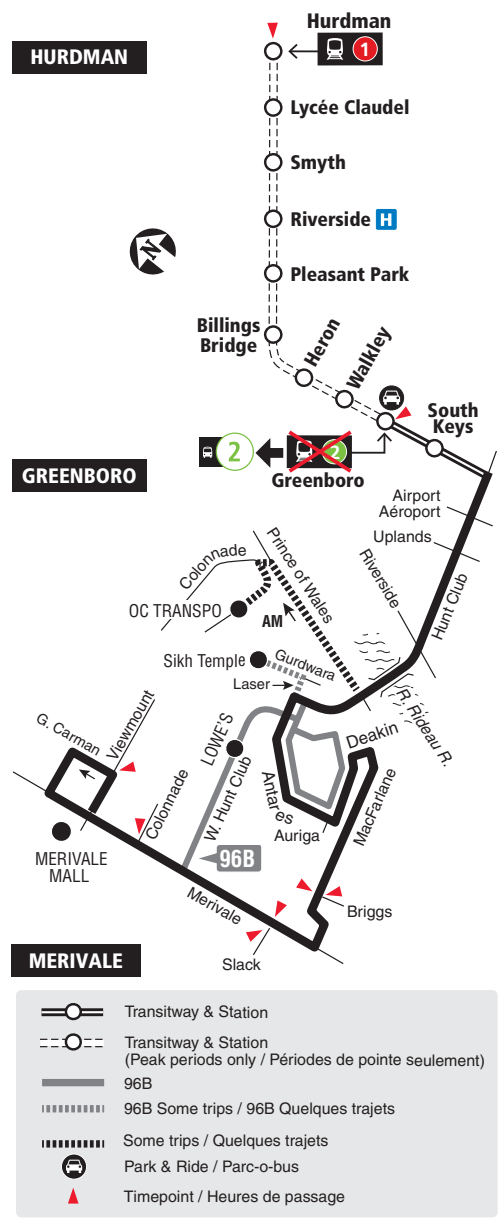 Hurdman
HURDMAN
1
Lycée Claudel
Smyth
Riverside H
Pleasant Park
N
Billings
Bridge
Heron
Walkley
South
Keys
2
2
GREENBORO
Greenboro
Airport
Aéroport
Uplands
Riverside
Hunt Club
Prince of Wales
Colonnade
OC TRANSPO
AM
Sikh Temple
Gurdwara
Laser
R. Rideau R.
Viewmount
G. Carman
LOWE'S
Deakin
W. Hunt Club
Antares
Auriga
MacFarlane
Colonnade
MERIVALE
MALL
96B
Merivale
Briggs
Slack
MERIVALE
Transitway & Station
Transitway & Station
(Peak periods only / Périodes de pointe seulement)
96B
96B Some trips / 96B Quelques trajets
Some trips / Quelques trajets
Park & Ride / Parc-o-bus
Timepoint / Heures de passage